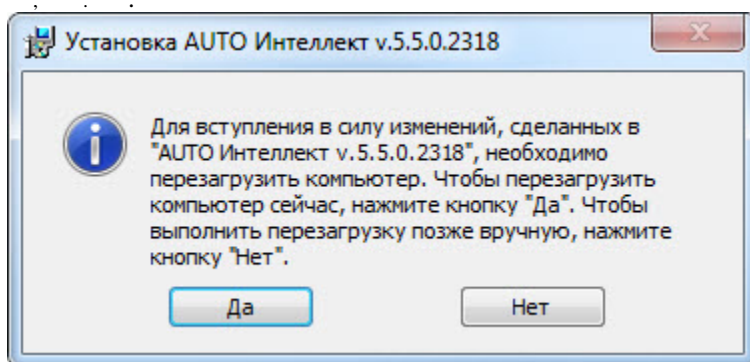 Установка AUTO Интеллект v.5.5.0.2318
Для вступления в силу изменений, сделанных в
"AUTO Интеллект v.5.5.0.2318", необходимо
перезагрузить компьютер. Чтобы перезагрузить
компьютер сейчас, нажмите кнопку "Да". Чтобы
выполнить перезагрузку позже вручную, нажмите
кнопку "Нет".
Да
Нет